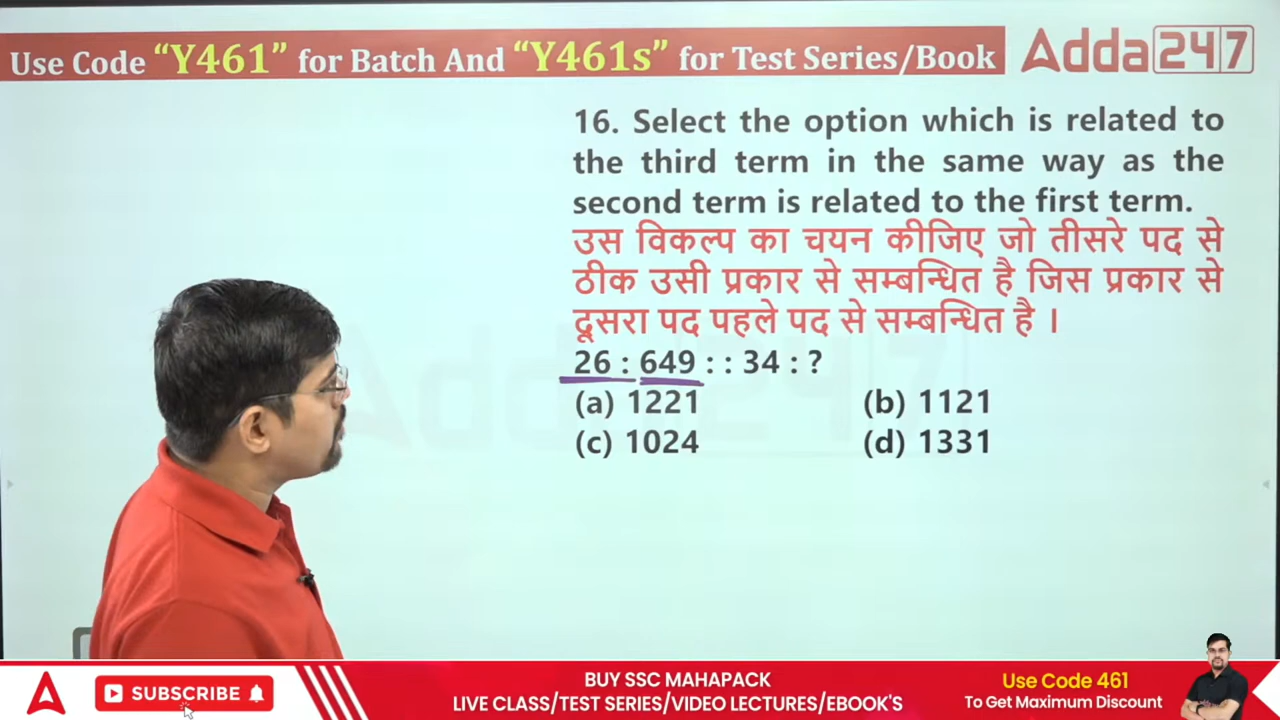 Use Code “Y461” for Batch And “Y461s” for Test Series/Book
Adda 247
16. Select the option which is related to
the third term in the same way as the
second term is related to the first term.
उस विकल्प का चयन कीजिए जो तीसरे पद से
ठीक उसी प्रकार से सम्बन्धित है जिस प्रकार से
दूसरा पद पहले पद से सम्बन्धित है ।
26 : 649 : : 34 : ?
(a) 1221 (b) 1121
(c) 1024 (d) 1331
SUBSCRIBE
BUY SSC MAHAPACK
LIVE CLASS/TEST SERIES/VIDEO LECTURES/EBOOK'S
Use Code 461
To Get Maximum Discount